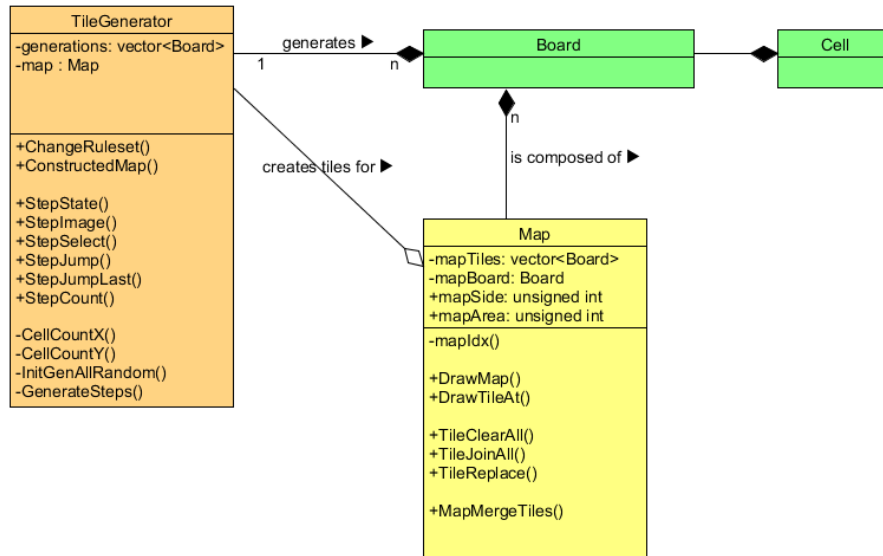 TileGenerator
-generations: vector<Board>
-map : Map
+ChangeRuleset()
+ConstructedMap()
+StepState()
+StepImage()
+StepSelect()
+StepJump()
+StepJumpLast()
+StepCount()
-CellCountX()
-CellCountY()
-InitGenAllRandom()
-GenerateSteps()
generates ▶
1
n
Board
Cell
n
is composed of ▶
creates tiles for ▶
Map
-mapTiles: vector<Board>
-mapBoard: Board
+mapSide: unsigned int
+mapArea: unsigned int
-mapIdx()
+DrawMap()
+DrawTileAt()
+TileClearAll()
+TileJoinAll()
+TileReplace()
+MapMergeTiles()